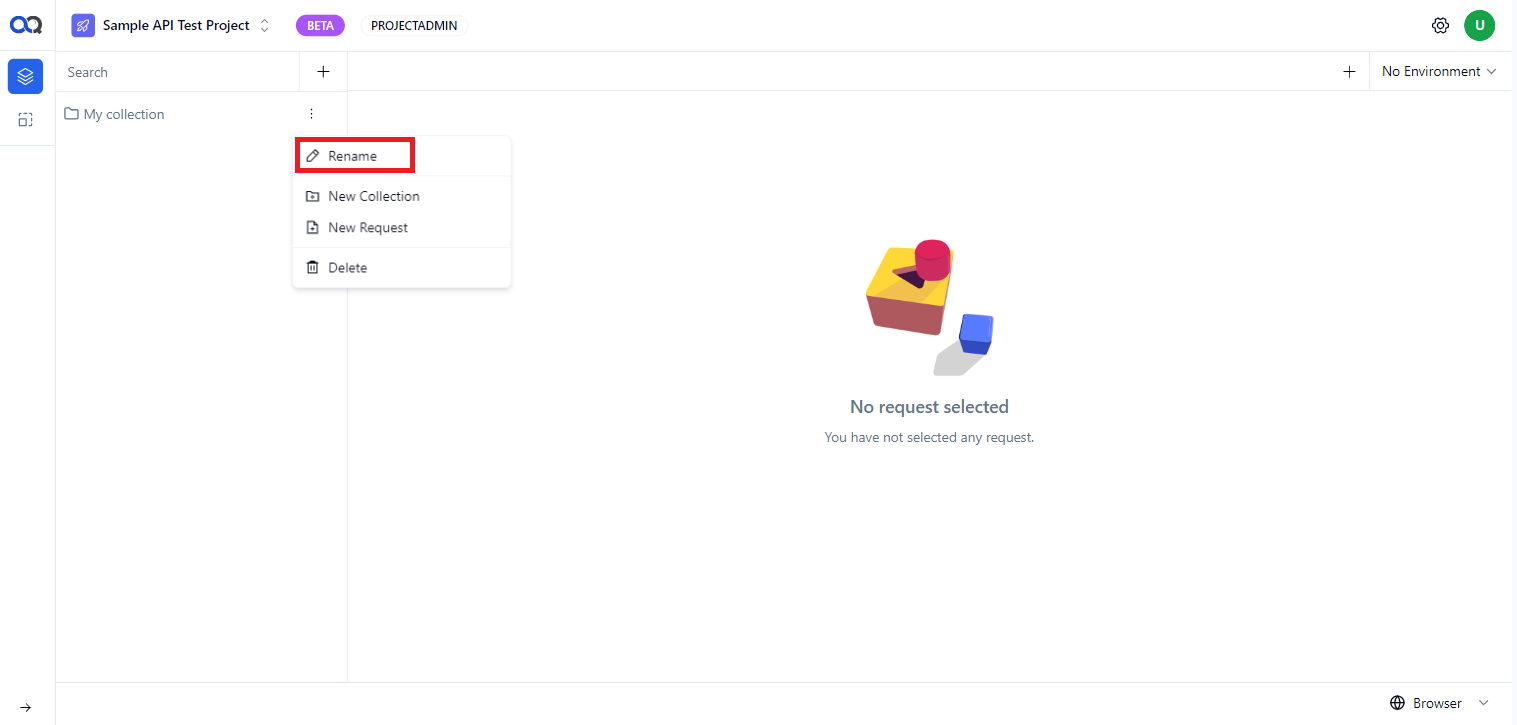 Sample API Test Project
BETA
PROJECTADMIN
U
Search
No Environment
My collection
Rename
New Collection
New Request
Delete
No request selected
You have not selected any request.
Browser